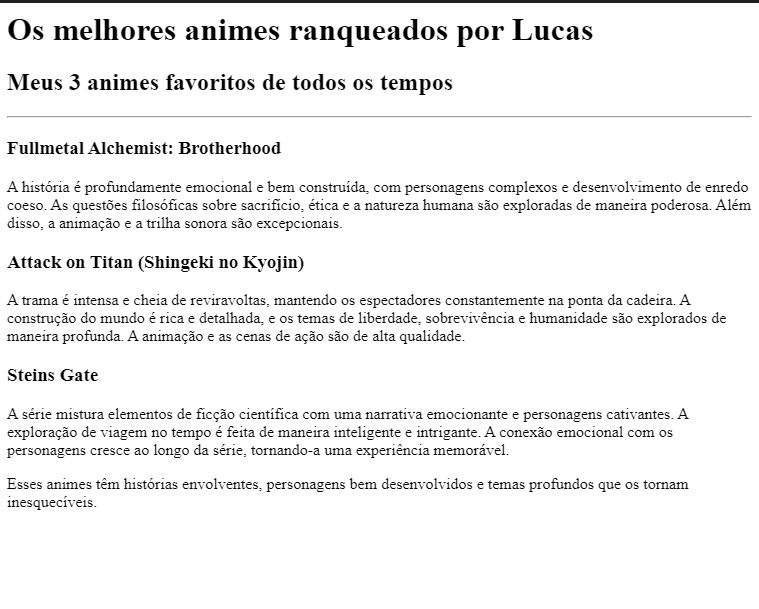 Os melhores animes ranqueados por Lucas
Meus 3 animes favoritos de todos os tempos
Fullmetal Alchemist: Brotherhood
A história é profundamente emocional e bem construída, com personagens complexos e desenvolvimento de enredo
coeso. As questões filosóficas sobre sacrifício, ética e a natureza humana são exploradas de maneira poderosa. Além
disso, a animação e a trilha sonora são excepcionais.
Attack on Titan (Shingeki no Kyojin)
A trama é intensa e cheia de reviravoltas, mantendo os espectadores constantemente na ponta da cadeira. A
construção do mundo é rica e detalhada, e os temas de liberdade, sobrevivência e humanidade são explorados de
maneira profunda. A animação e as cenas de ação são de alta qualidade.
Steins Gate
A série mistura elementos de ficção científica com uma narrativa emocionante e personagens cativantes. A
exploração de viagem no tempo é feita de maneira inteligente e intrigante. A conexão emocional com os
personagens cresce ao longo da série, tornando-a uma experiência memorável.
Esses animes têm histórias envolventes, personagens bem desenvolvidos e temas profundos que os tornam
inesquecíveis.